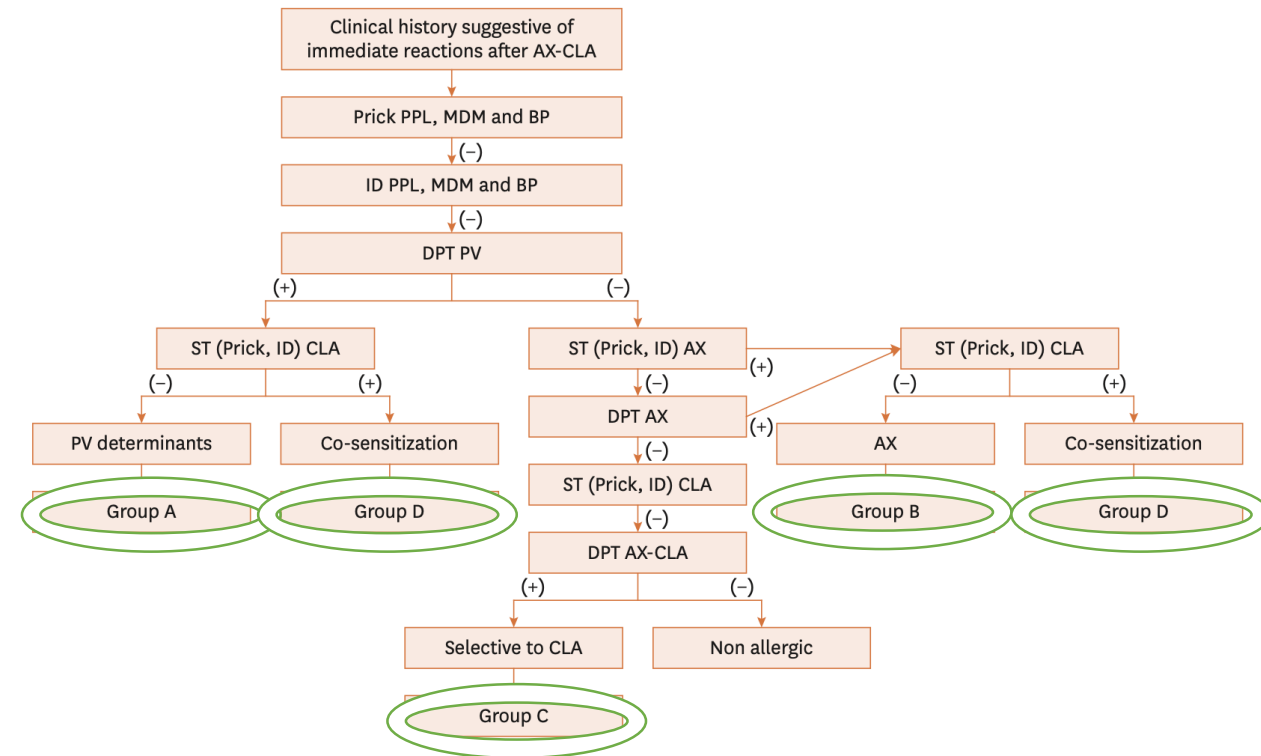 Clinical history suggestive of
immediate reactions after AX-CLA
Prick PPL, MDM and BP
(−)
ID PPL, MDM and BP
(−)
DPT PV
(+)
(−)
ST (Prick, ID) CLA
ST (Prick, ID) AX
ST (Prick, ID) CLA
(+)
(−)
(+)
(−)
(−)
(+)
PV determinants
Co-sensitization
DPT AX
(+)
AX
Co-sensitization
(−)
Group A
Group D
ST (Prick, ID) CLA
Group B
Group D
(−)
DPT AX-CLA
(+)
(−)
Selective to CLA
Non allergic
Group C